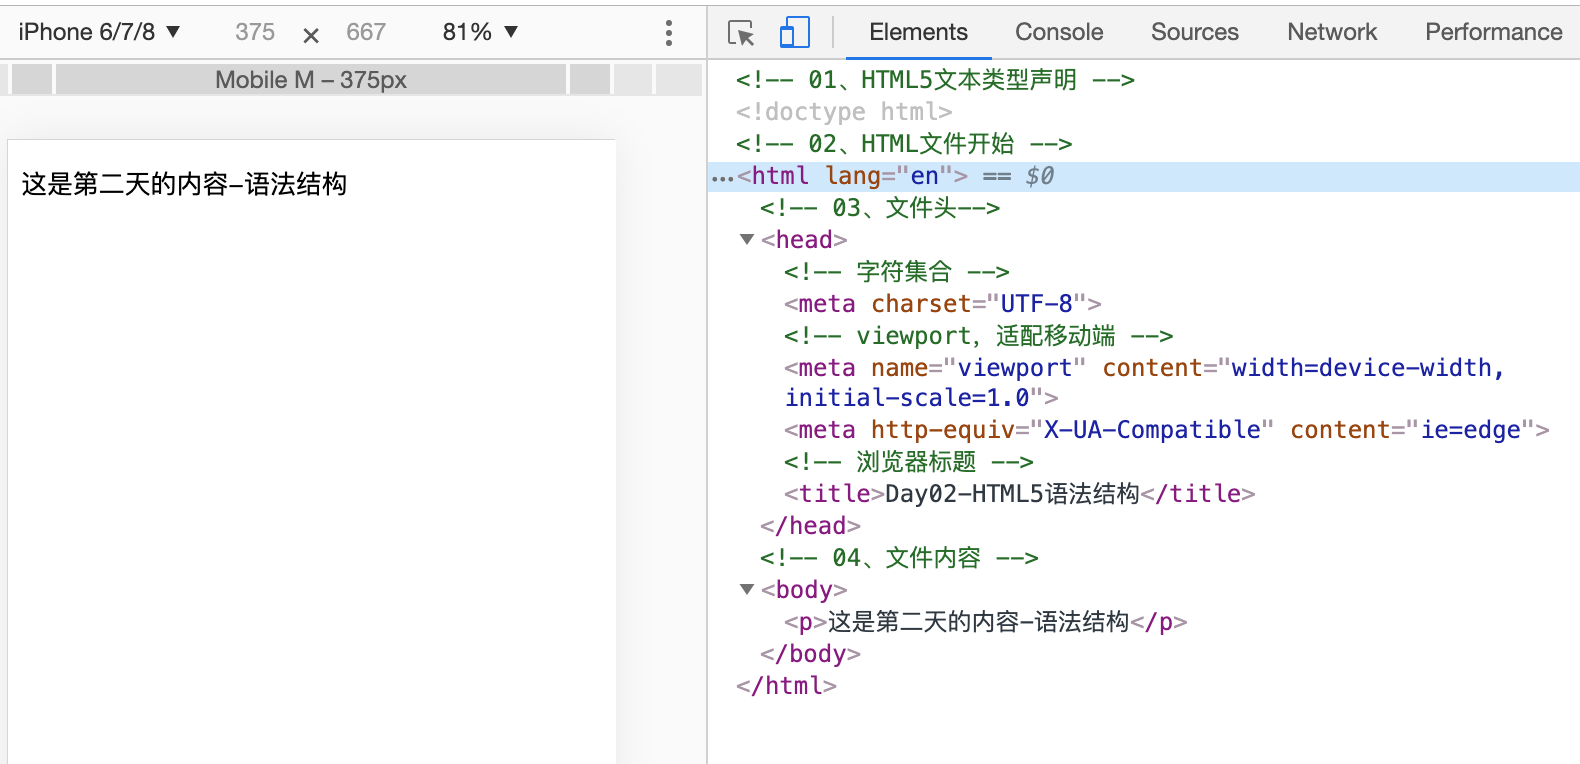 iPhone 6/7/8 ▼ 375 × 667 81% ▼
Mobile M – 375px
这是第二天的内容-语法结构
Elements Console Sources Network Performance
<!-- 01、HTML5文本类型声明 -->
<!doctype html>
<!-- 02、HTML文件开始 -->
…<html lang="en"> == $0
<!-- 03、文件头-->
▼<head>
<!-- 字符集合 -->
<meta charset="UTF-8">
<!-- viewport，适配移动端 -->
<meta name="viewport" content="width=device-width,
initial-scale=1.0">
<meta http-equiv="X-UA-Compatible" content="ie=edge">
<!-- 浏览器标题 -->
<title>Day02-HTML5语法结构</title>
</head>
<!-- 04、文件内容 -->
▼<body>
<p>这是第二天的内容-语法结构</p>
</body>
</html>